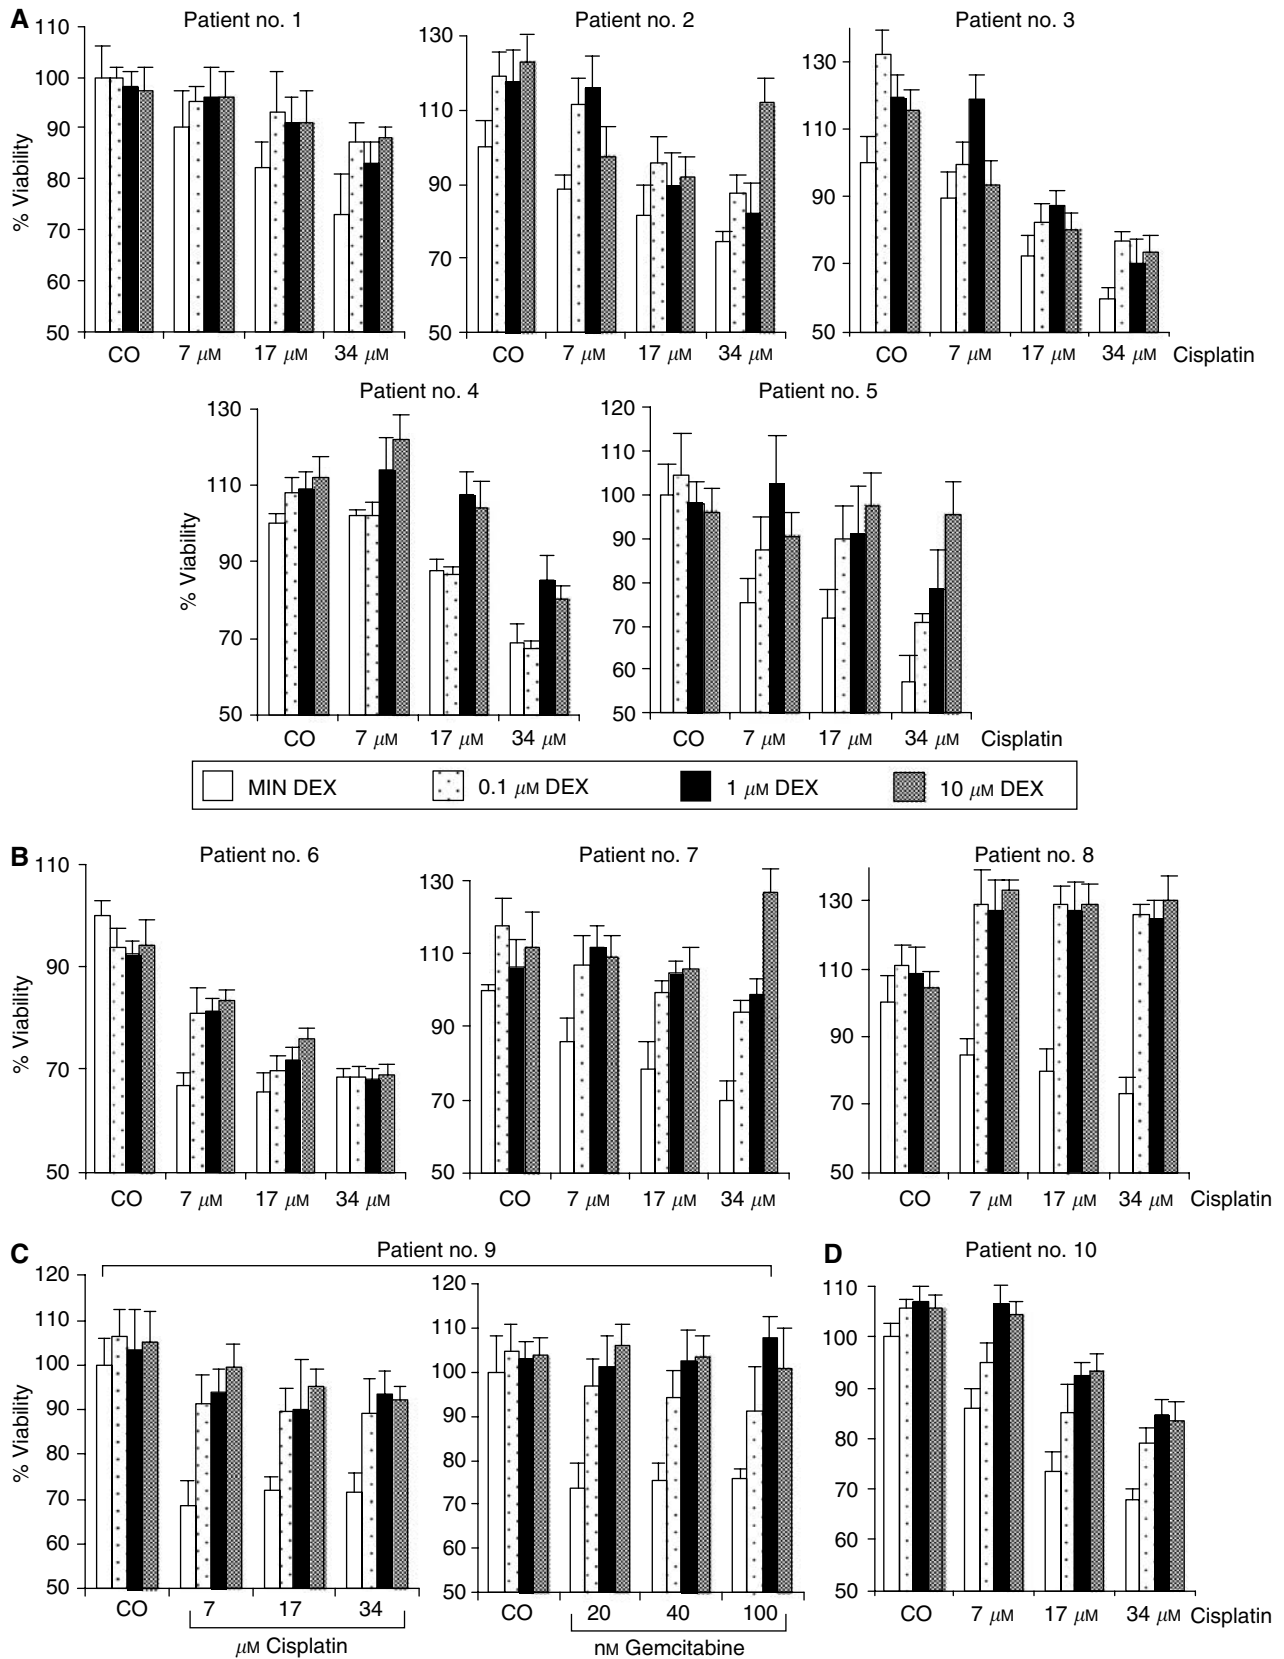 A
Patient no. 1
Patient no. 2
Patient no. 3
% Viability
110
100
90
80
70
60
50
CO
7 μM
17 μM
34 μM
130
110
90
70
50
CO
7 μM
17 μM
34 μM
130
110
90
70
50
CO
7 μM
17 μM
34 μM
Cisplatin
Patient no. 4
Patient no. 5
% Viability
130
110
90
70
50
CO
7 μM
17 μM
34 μM
120
110
100
90
80
70
60
50
CO
7 μM
17 μM
34 μM
Cisplatin
MIN DEX
0.1 μM DEX
1 μM DEX
10 μM DEX
B
Patient no. 6
Patient no. 7
Patient no. 8
% Viability
110
90
70
50
CO
7 μM
17 μM
34 μM
130
110
90
70
50
CO
7 μM
17 μM
34 μM
130
110
90
70
50
CO
7 μM
17 μM
34 μM
Cisplatin
C
Patient no. 9
% Viability
120
110
100
90
80
70
60
50
CO
7
17
34
μM Cisplatin
120
110
100
90
80
70
60
50
CO
20
40
100
nM Gemcitabine
D
Patient no. 10
110
100
90
80
70
60
50
CO
7 μM
17 μM
34 μM
Cisplatin